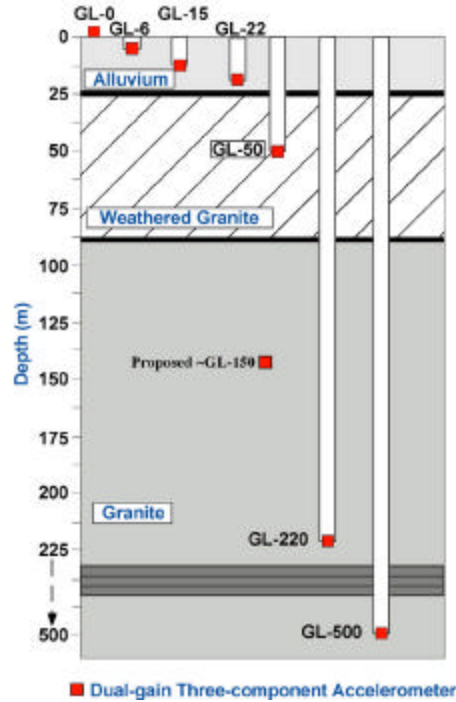 GL-0
GL-6
GL-15
GL-22
0
Alluvium
25
50
GL-50
75
Weathered Granite
100
125
Depth (m)
Proposed ~GL-150
150
175
200
Granite
GL-220
225
500
GL-500
Dual-gain Three-component Accelerometer